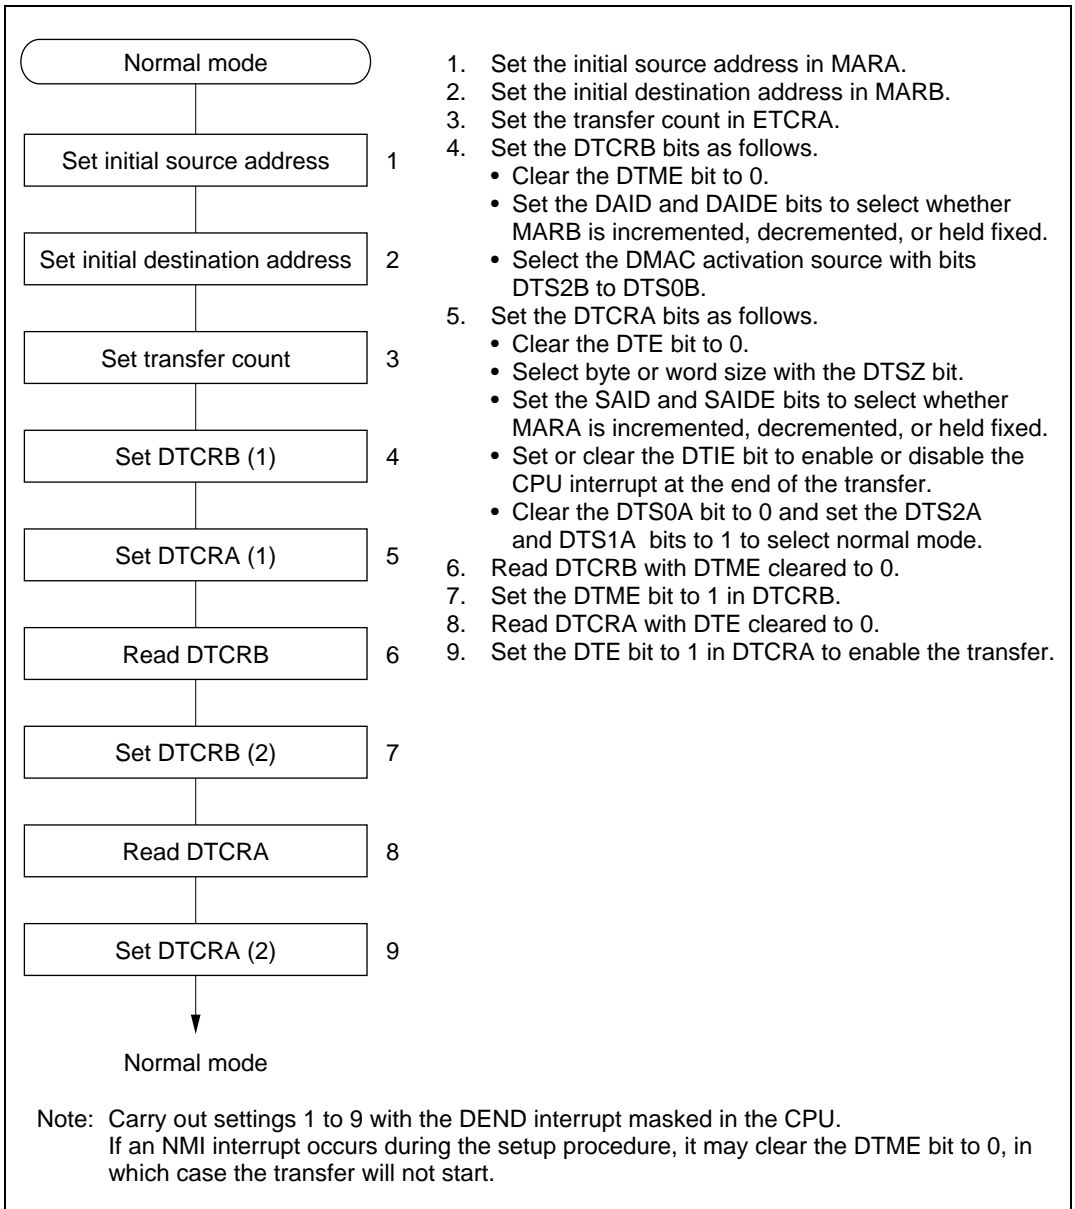 Normal mode
Set initial source address 1
Set initial destination address 2
Set transfer count 3
Set DTCRB (1) 4
Set DTCRA (1) 5
Read DTCRB 6
Set DTCRB (2) 7
Read DTCRA 8
Set DTCRA (2) 9
Normal mode
1. Set the initial source address in MARA.
2. Set the initial destination address in MARB.
3. Set the transfer count in ETCRA.
4. Set the DTCRB bits as follows.
• Clear the DTME bit to 0.
• Set the DAID and DAIDE bits to select whether
MARB is incremented, decremented, or held fixed.
• Select the DMAC activation source with bits
DTS2B to DTS0B.
5. Set the DTCRA bits as follows.
• Clear the DTE bit to 0.
• Select byte or word size with the DTSZ bit.
• Set the SAID and SAIDE bits to select whether
MARA is incremented, decremented, or held fixed.
• Set or clear the DTIE bit to enable or disable the
CPU interrupt at the end of the transfer.
• Clear the DTS0A bit to 0 and set the DTS2A
and DTS1A bits to 1 to select normal mode.
6. Read DTCRB with DTME cleared to 0.
7. Set the DTME bit to 1 in DTCRB.
8. Read DTCRA with DTE cleared to 0.
9. Set the DTE bit to 1 in DTCRA to enable the transfer.
Note: Carry out settings 1 to 9 with the DEND interrupt masked in the CPU.
If an NMI interrupt occurs during the setup procedure, it may clear the DTME bit to 0, in
which case the transfer will not start.